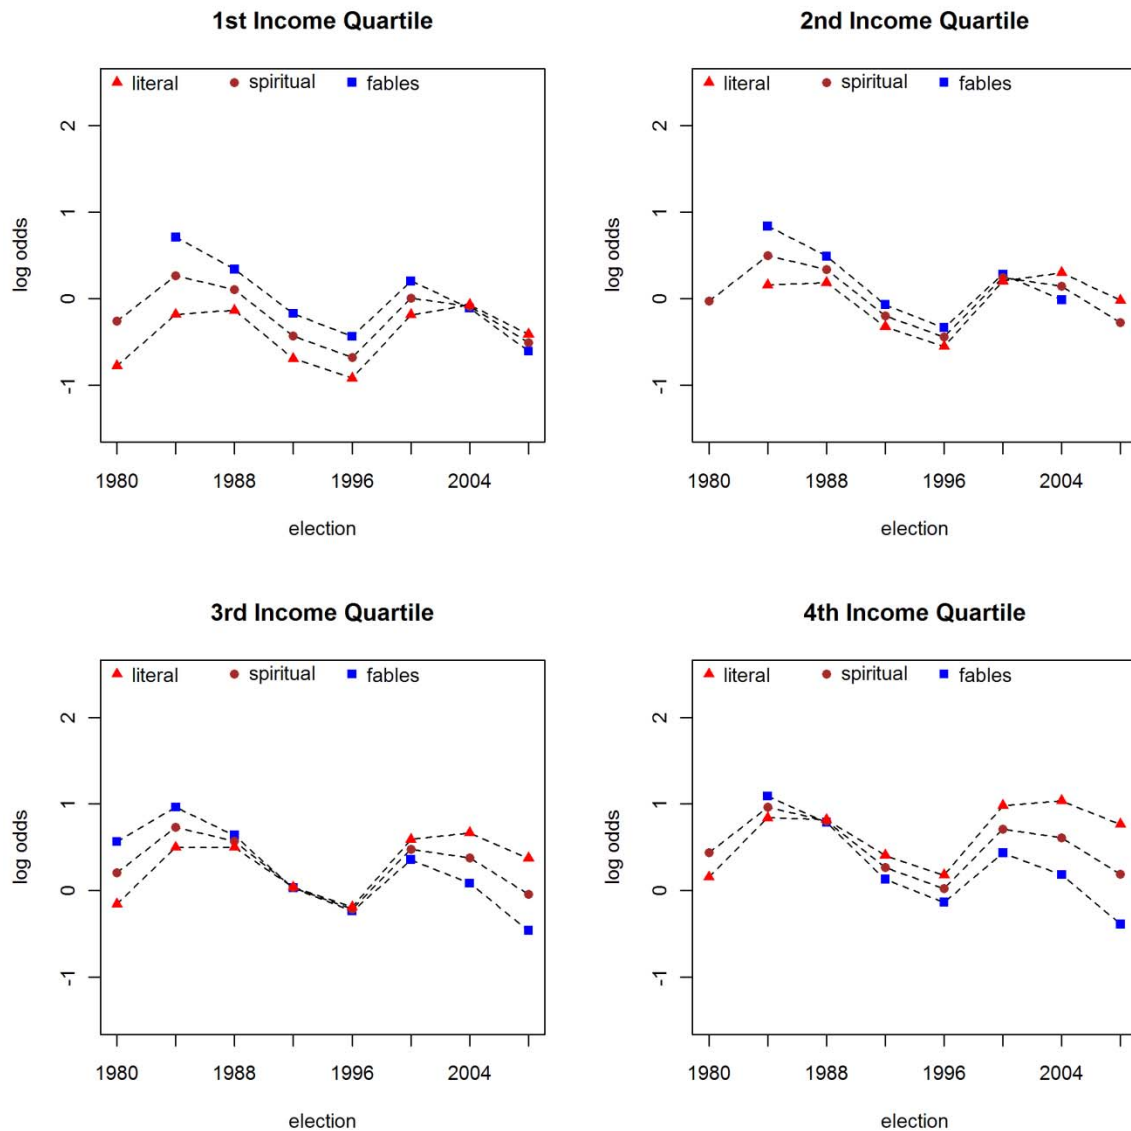 1st Income Quartile
literal spiritual fables
2
1
0
-1
log odds
1980 1988 1996 2004
election
2nd Income Quartile
literal spiritual fables
2
1
0
-1
log odds
1980 1988 1996 2004
election
3rd Income Quartile
literal spiritual fables
2
1
0
-1
log odds
1980 1988 1996 2004
election
4th Income Quartile
literal spiritual fables
2
1
0
-1
log odds
1980 1988 1996 2004
election